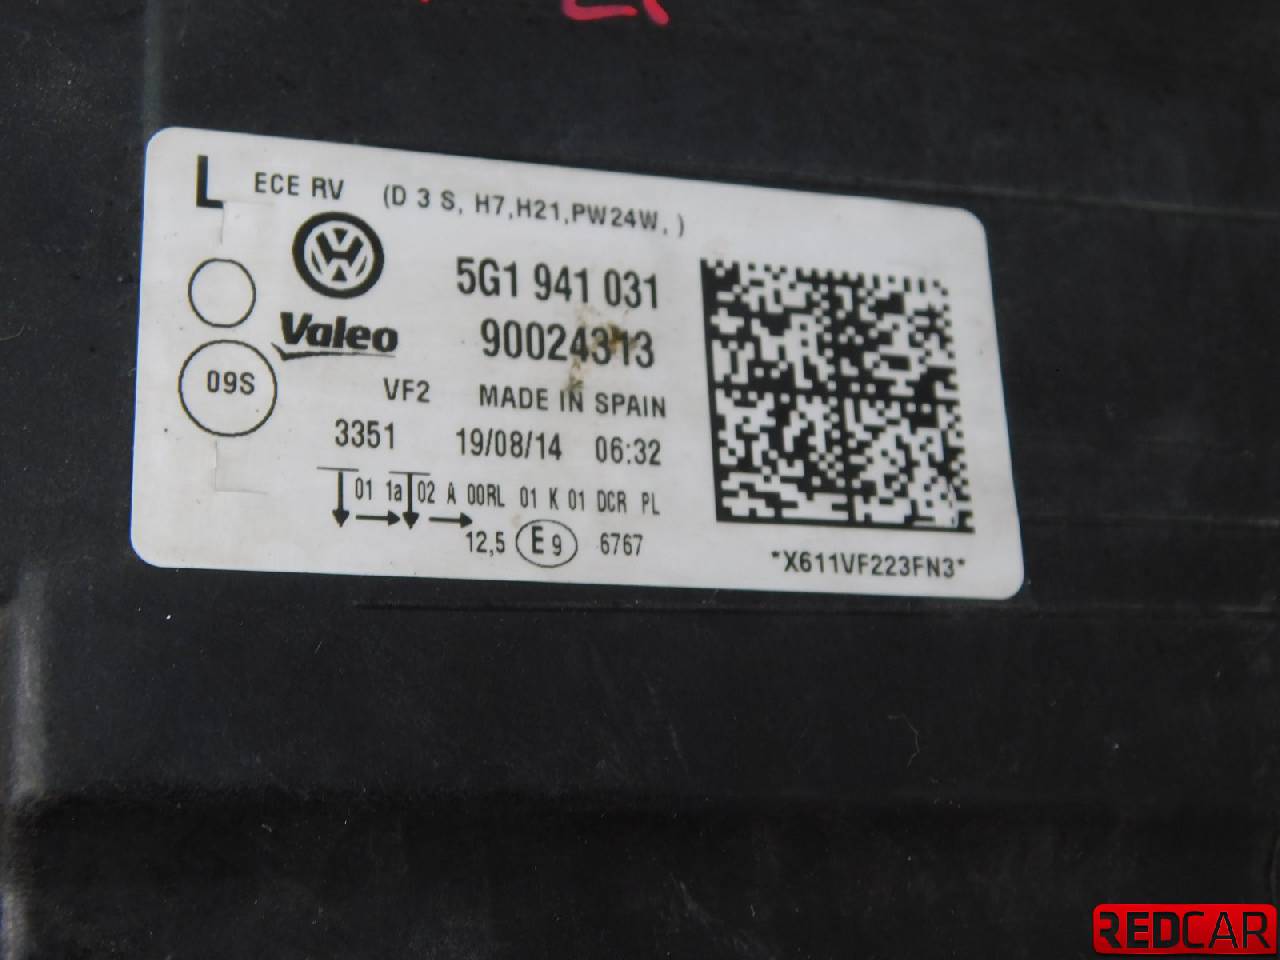 L ECE RV (D 3 S, H7,H21,PW24W, )
5G1 941 031
Valeo 90024313
09S
VF2 MADE IN SPAIN
3351 19/08/14 06:32
01 1a 02 A 00RL 01 K 01 DCR PL
12,5 E 9 6767
*X611VF223FN3*
REDCAR